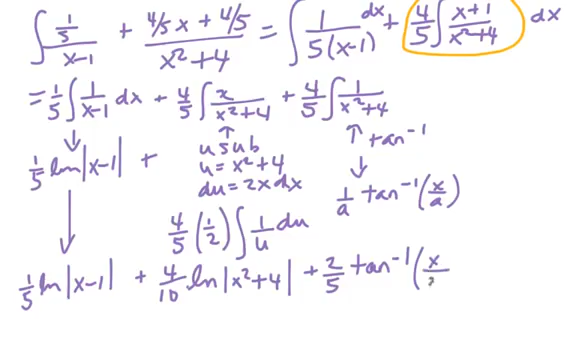 ∫ (1/5)/(x-1) + (4/5 x + 4/5)/(x²+4) = ∫ 1/(5(x-1)) dx + 4/5 ∫ (x+1)/(x²+4) dx
= 1/5 ∫ 1/(x-1) dx + 4/5 ∫ x/(x²+4) + 4/5 ∫ 1/(x²+4)
↓ ↑ ↑ tan⁻¹
1/5 ln|x-1| + u sub ↓
u = x²+4
du = 2x dx 1/a tan⁻¹(x/a)
↓ 4/5 (1/2) ∫ 1/u du
1/5 ln|x-1| + 4/10 ln|x²+4| + 2/5 tan⁻¹(x/